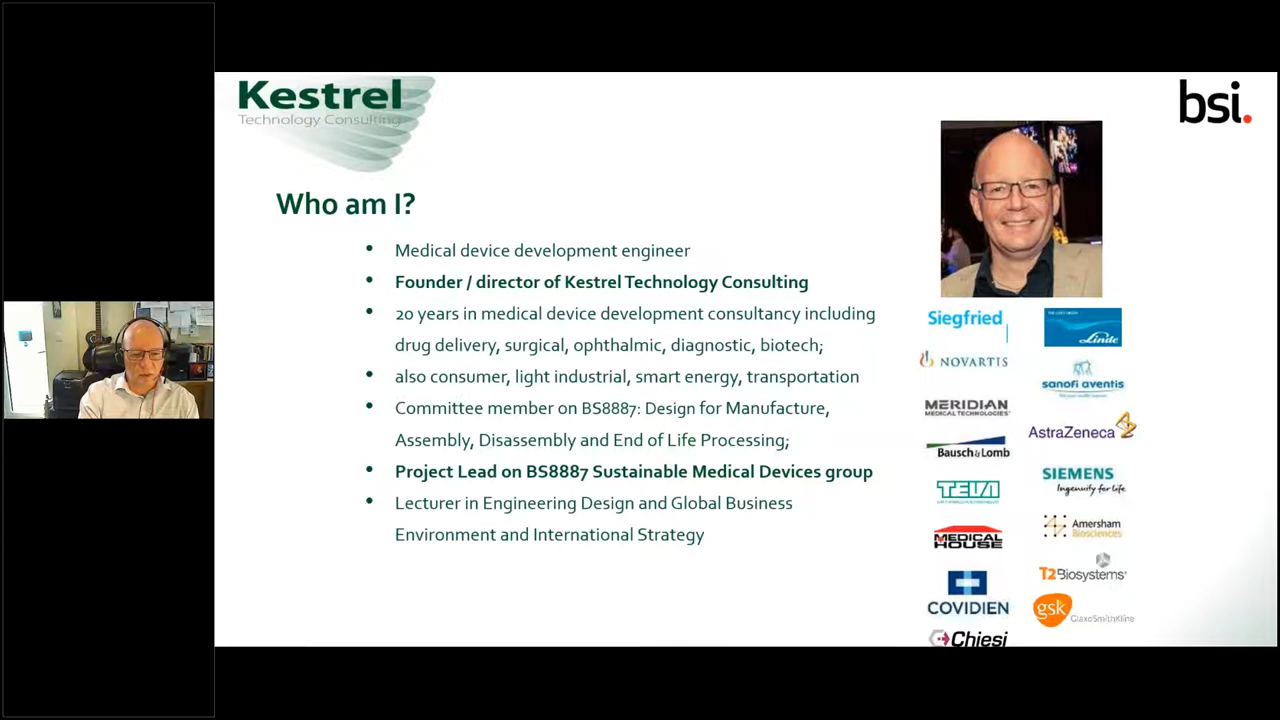 Kestrel
Technology Consulting
bsi.
Who am I?
• Medical device development engineer
• Founder / director of Kestrel Technology Consulting
• 20 years in medical device development consultancy including
drug delivery, surgical, ophthalmic, diagnostic, biotech;
• also consumer, light industrial, smart energy, transportation
• Committee member on BS8887: Design for Manufacture,
Assembly, Disassembly and End of Life Processing;
• Project Lead on BS8887 Sustainable Medical Devices group
• Lecturer in Engineering Design and Global Business
Environment and International Strategy
Siegfried
Linde
NOVARTIS
sanofi aventis
MERIDIAN
MEDICAL TECHNOLOGIES
AstraZeneca
Bausch & Lomb
SIEMENS
Ingenuity for life
TEVA
Amersham
Biosciences
MEDICAL
HOUSE
T2Biosystems
COVIDIEN
gsk
GlaxoSmithKline
Chiesi